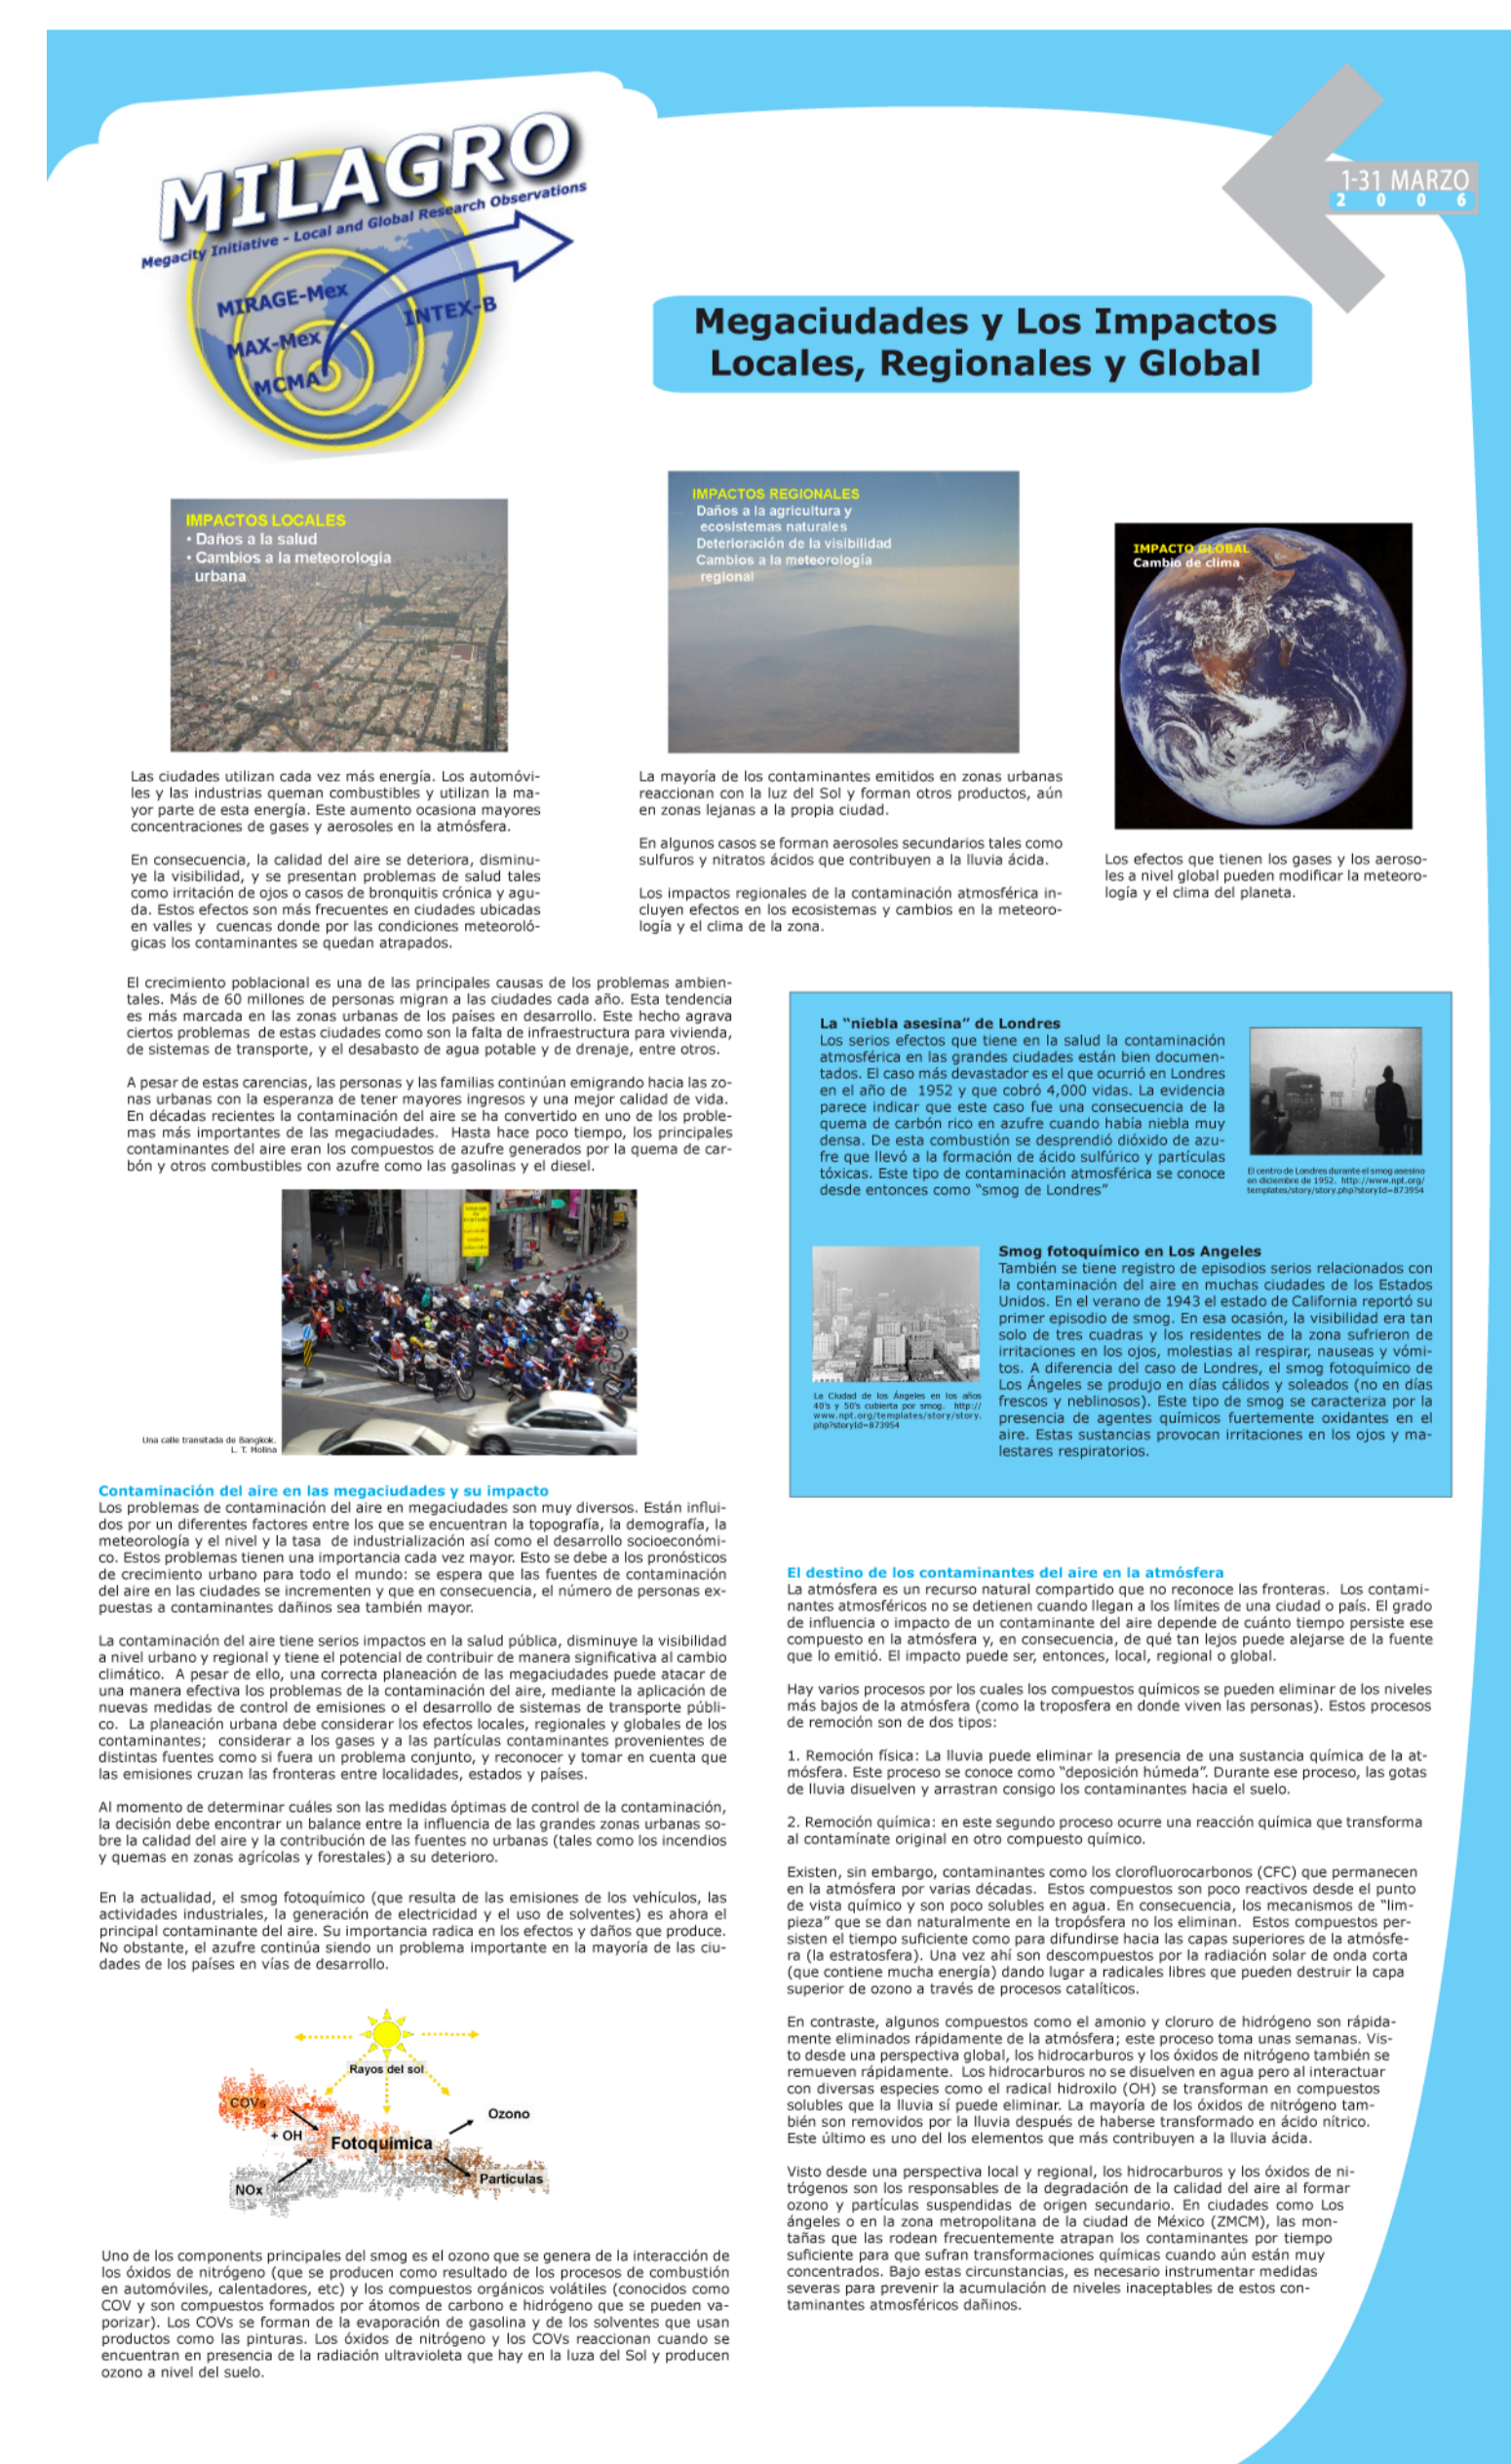 MILAGRO
Megacity Initiative - Local and Global Research Observations
MIRAGE-Mex
INTEX-B
MAX-Mex
MCMA
1-31 MARZO
2 0 0 6
Megaciudades y Los Impactos
Locales, Regionales y Global
IMPACTOS LOCALES
• Daños a la salud
• Cambios a la meteorologia
urbana
Las ciudades utilizan cada vez más energía. Los automóvi-
les y las industrias queman combustibles y utilizan la ma-
yor parte de esta energía. Este aumento ocasiona mayores
concentraciones de gases y aerosoles en la atmósfera.
En consecuencia, la calidad del aire se deteriora, disminu-
ye la visibilidad, y se presentan problemas de salud tales
como irritación de ojos o casos de bronquitis crónica y agu-
da. Estos efectos son más frecuentes en ciudades ubicadas
en valles y cuencas donde por las condiciones meteoroló-
gicas los contaminantes se quedan atrapados.
IMPACTOS REGIONALES
Daños a la agricultura y
ecosistemas naturales
Deterioración de la visibilidad
Cambios a la meteorología
regional
La mayoría de los contaminantes emitidos en zonas urbanas
reaccionan con la luz del Sol y forman otros productos, aún
en zonas lejanas a la propia ciudad.
En algunos casos se forman aerosoles secundarios tales como
sulfuros y nitratos ácidos que contribuyen a la lluvia ácida.
Los impactos regionales de la contaminación atmosférica in-
cluyen efectos en los ecosistemas y cambios en la meteoro-
logía y el clima de la zona.
IMPACTO GLOBAL
Cambio de clima
Los efectos que tienen los gases y los aeroso-
les a nivel global pueden modificar la meteoro-
logía y el clima del planeta.
El crecimiento poblacional es una de las principales causas de los problemas ambien-
tales. Más de 60 millones de personas migran a las ciudades cada año. Esta tendencia
es más marcada en las zonas urbanas de los países en desarrollo. Este hecho agrava
ciertos problemas de estas ciudades como son la falta de infraestructura para vivienda,
de sistemas de transporte, y el desabasto de agua potable y de drenaje, entre otros.
A pesar de estas carencias, las personas y las familias continúan emigrando hacia las zo-
nas urbanas con la esperanza de tener mayores ingresos y una mejor calidad de vida.
En décadas recientes la contaminación del aire se ha convertido en uno de los proble-
mas más importantes de las megaciudades. Hasta hace poco tiempo, los principales
contaminantes del aire eran los compuestos de azufre generados por la quema de car-
bón y otros combustibles con azufre como las gasolinas y el diesel.
Una calle transitada de Bangkok.
L. T. Molina
Contaminación del aire en las megaciudades y su impacto
Los problemas de contaminación del aire en megaciudades son muy diversos. Están influi-
dos por un diferentes factores entre los que se encuentran la topografía, la demografía, la
meteorología y el nivel y la tasa de industrialización así como el desarrollo socioeconómi-
co. Estos problemas tienen una importancia cada vez mayor. Esto se debe a los pronósticos
de crecimiento urbano para todo el mundo: se espera que las fuentes de contaminación
del aire en las ciudades se incrementen y que en consecuencia, el número de personas ex-
puestas a contaminantes dañinos sea también mayor.
La contaminación del aire tiene serios impactos en la salud pública, disminuye la visibilidad
a nivel urbano y regional y tiene el potencial de contribuir de manera significativa al cambio
climático. A pesar de ello, una correcta planeación de las megaciudades puede atacar de
una manera efectiva los problemas de la contaminación del aire, mediante la aplicación de
nuevas medidas de control de emisiones o el desarrollo de sistemas de transporte públi-
co. La planeación urbana debe considerar los efectos locales, regionales y globales de los
contaminantes; considerar a los gases y a las partículas contaminantes provenientes de
distintas fuentes como si fuera un problema conjunto, y reconocer y tomar en cuenta que
las emisiones cruzan las fronteras entre localidades, estados y países.
Al momento de determinar cuáles son las medidas óptimas de control de la contaminación,
la decisión debe encontrar un balance entre la influencia de las grandes zonas urbanas so-
bre la calidad del aire y la contribución de las fuentes no urbanas (tales como los incendios
y quemas en zonas agrícolas y forestales) a su deterioro.
En la actualidad, el smog fotoquímico (que resulta de las emisiones de los vehículos, las
actividades industriales, la generación de electricidad y el uso de solventes) es ahora el
principal contaminante del aire. Su importancia radica en los efectos y daños que produce.
No obstante, el azufre continúa siendo un problema importante en la mayoría de las ciu-
dades de los países en vías de desarrollo.
Rayos del sol
COVs
+ OH
Fotoquímica
NOx
Ozono
Partículas
Uno de los components principales del smog es el ozono que se genera de la interacción de
los óxidos de nitrógeno (que se producen como resultado de los procesos de combustión
en automóviles, calentadores, etc) y los compuestos orgánicos volátiles (conocidos como
COV y son compuestos formados por átomos de carbono e hidrógeno que se pueden va-
porizar). Los COVs se forman de la evaporación de gasolina y de los solventes que usan
productos como las pinturas. Los óxidos de nitrógeno y los COVs reaccionan cuando se
encuentran en presencia de la radiación ultravioleta que hay en la luza del Sol y producen
ozono a nivel del suelo.
La “niebla asesina” de Londres
Los serios efectos que tiene en la salud la contaminación
atmosférica en las grandes ciudades están bien documen-
tados. El caso más devastador es el que ocurrió en Londres
en el año de 1952 y que cobró 4,000 vidas. La evidencia
parece indicar que este caso fue una consecuencia de la
quema de carbón rico en azufre cuando había niebla muy
densa. De esta combustión se desprendió dióxido de azu-
fre que llevó a la formación de ácido sulfúrico y partículas
tóxicas. Este tipo de contaminación atmosférica se conoce
desde entonces como “smog de Londres”
El centro de Londres durante el smog asesino
en diciembre de 1952. http://www.npt.org/
templates/story/story.php?storyId=873954
La Ciudad de los Ángeles en los años
40's y 50's cubierta por smog. http://
www.npt.org/templates/story/story.
php?storyId=873954
Smog fotoquímico en Los Angeles
También se tiene registro de episodios serios relacionados con
la contaminación del aire en muchas ciudades de los Estados
Unidos. En el verano de 1943 el estado de California reportó su
primer episodio de smog. En esa ocasión, la visibilidad era tan
solo de tres cuadras y los residentes de la zona sufrieron de
irritaciones en los ojos, molestias al respirar, nauseas y vómi-
tos. A diferencia del caso de Londres, el smog fotoquímico de
Los Ángeles se produjo en días cálidos y soleados (no en días
frescos y neblinosos). Este tipo de smog se caracteriza por la
presencia de agentes químicos fuertemente oxidantes en el
aire. Estas sustancias provocan irritaciones en los ojos y ma-
lestares respiratorios.
El destino de los contaminantes del aire en la atmósfera
La atmósfera es un recurso natural compartido que no reconoce las fronteras. Los contami-
nantes atmosféricos no se detienen cuando llegan a los límites de una ciudad o país. El grado
de influencia o impacto de un contaminante del aire depende de cuánto tiempo persiste ese
compuesto en la atmósfera y, en consecuencia, de qué tan lejos puede alejarse de la fuente
que lo emitió. El impacto puede ser, entonces, local, regional o global.
Hay varios procesos por los cuales los compuestos químicos se pueden eliminar de los niveles
más bajos de la atmósfera (como la troposfera en donde viven las personas). Estos procesos
de remoción son de dos tipos:
1. Remoción física: La lluvia puede eliminar la presencia de una sustancia química de la at-
mósfera. Este proceso se conoce como “deposición húmeda”. Durante ese proceso, las gotas
de lluvia disuelven y arrastran consigo los contaminantes hacia el suelo.
2. Remoción química: en este segundo proceso ocurre una reacción química que transforma
al contamínate original en otro compuesto químico.
Existen, sin embargo, contaminantes como los clorofluorocarbonos (CFC) que permanecen
en la atmósfera por varias décadas. Estos compuestos son poco reactivos desde el punto
de vista químico y son poco solubles en agua. En consecuencia, los mecanismos de “lim-
pieza” que se dan naturalmente en la tropósfera no los eliminan. Estos compuestos per-
sisten el tiempo suficiente como para difundirse hacia las capas superiores de la atmósfe-
ra (la estratosfera). Una vez ahí son descompuestos por la radiación solar de onda corta
(que contiene mucha energía) dando lugar a radicales libres que pueden destruir la capa
superior de ozono a través de procesos catalíticos.
En contraste, algunos compuestos como el amonio y cloruro de hidrógeno son rápida-
mente eliminados rápidamente de la atmósfera; este proceso toma unas semanas. Vis-
to desde una perspectiva global, los hidrocarburos y los óxidos de nitrógeno también se
remueven rápidamente. Los hidrocarburos no se disuelven en agua pero al interactuar
con diversas especies como el radical hidroxilo (OH) se transforman en compuestos
solubles que la lluvia sí puede eliminar. La mayoría de los óxidos de nitrógeno tam-
bién son removidos por la lluvia después de haberse transformado en ácido nítrico.
Este último es uno del los elementos que más contribuyen a la lluvia ácida.
Visto desde una perspectiva local y regional, los hidrocarburos y los óxidos de ni-
trógenos son los responsables de la degradación de la calidad del aire al formar
ozono y partículas suspendidas de origen secundario. En ciudades como Los
ángeles o en la zona metropolitana de la ciudad de México (ZMCM), las mon-
tañas que las rodean frecuentemente atrapan los contaminantes por tiempo
suficiente para que sufran transformaciones químicas cuando aún están muy
concentrados. Bajo estas circunstancias, es necesario instrumentar medidas
severas para prevenir la acumulación de niveles inaceptables de estos con-
taminantes atmosféricos dañinos.